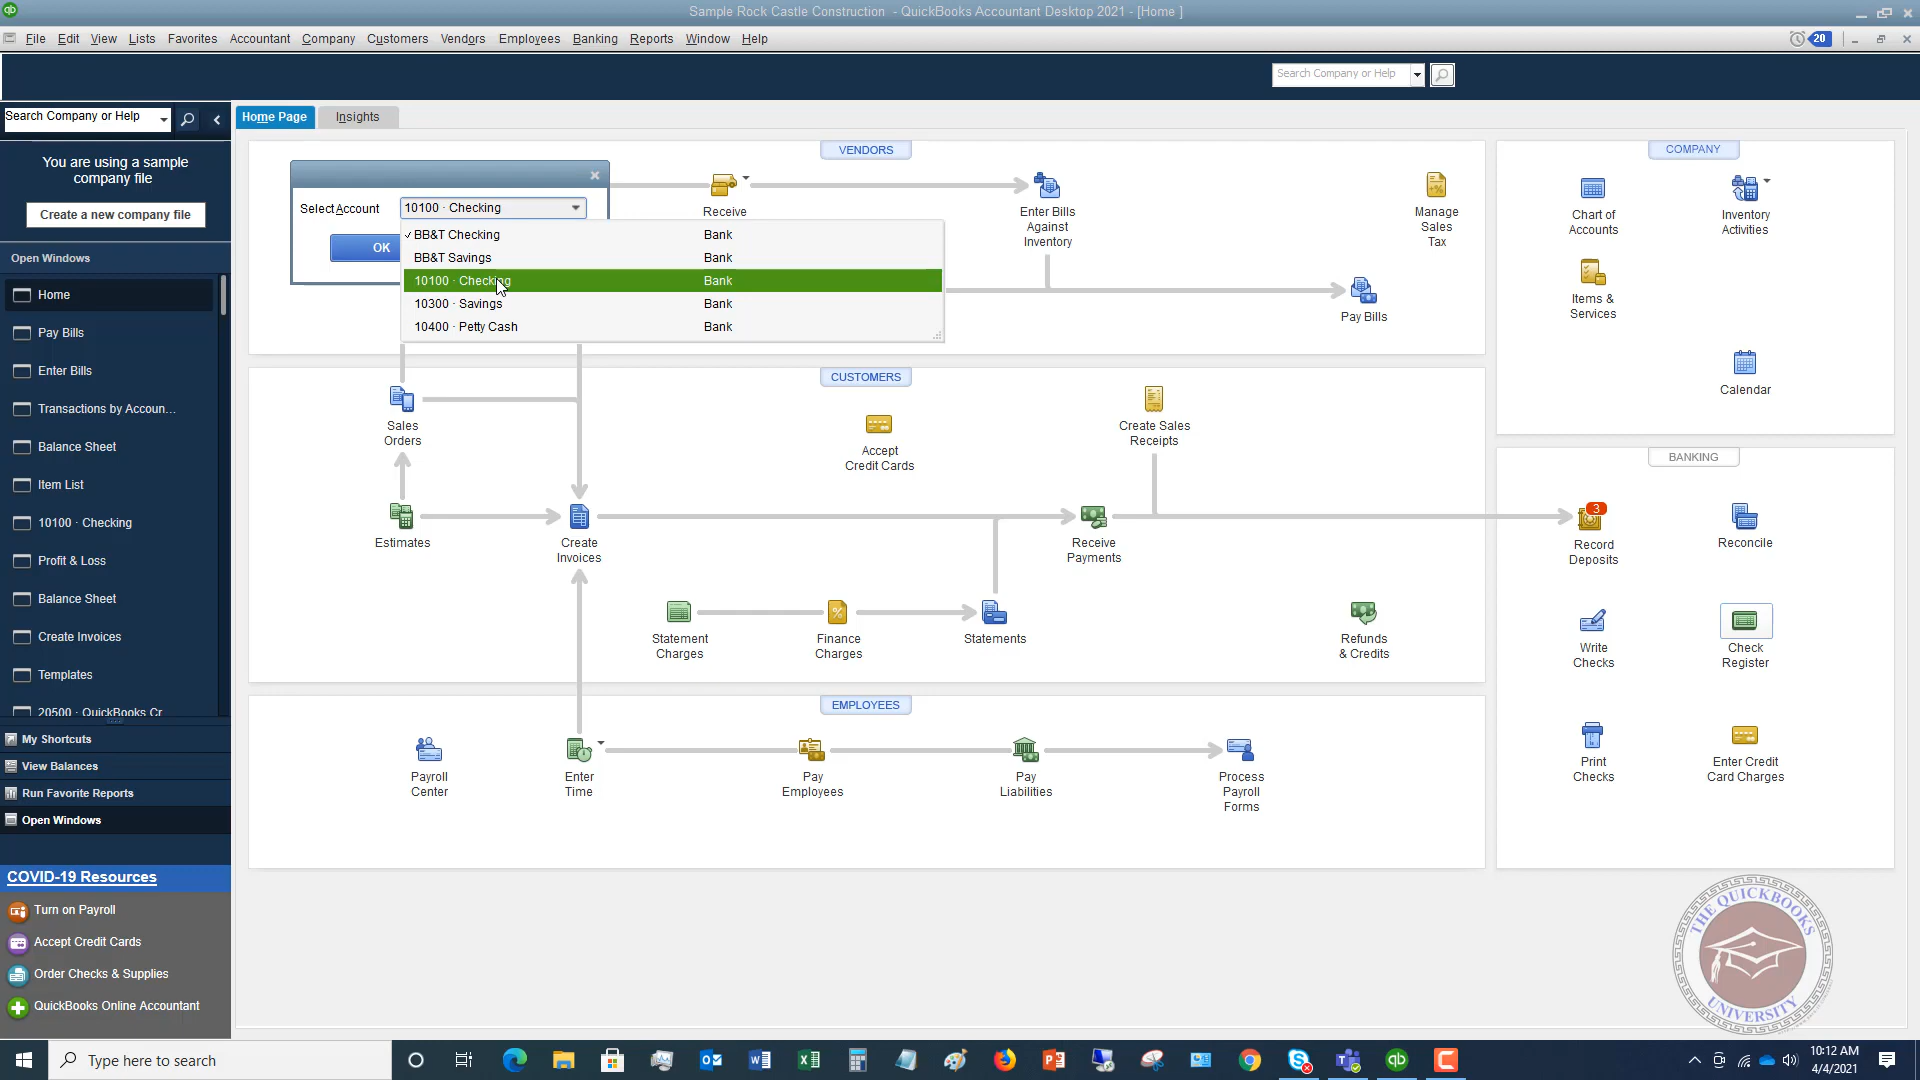 Sample Rock Castle Construction - QuickBooks Accountant Desktop 2021 - [Home ]
File Edit View Lists Favorites Accountant Company Customers Vendors Employees Banking Reports Window Help
20
Search Company or Help
Search Company or Help
You are using a sample
company file
Create a new company file
Open Windows
Home
Pay Bills
Enter Bills
Transactions by Accoun...
Balance Sheet
Item List
10100 · Checking
Profit & Loss
Balance Sheet
Create Invoices
Templates
20500 · QuickBooks Cr
My Shortcuts
View Balances
Run Favorite Reports
Open Windows
COVID-19 Resources
Turn on Payroll
Accept Credit Cards
Order Checks & Supplies
QuickBooks Online Accountant
Home Page
Insights
VENDORS
Select Account
10100 · Checking
OK
BB&T Checking Bank
BB&T Savings Bank
10100 · Checking Bank
10300 · Savings Bank
10400 · Petty Cash Bank
Receive
Enter Bills
Against
Inventory
Manage
Sales
Tax
Pay Bills
CUSTOMERS
Sales
Orders
Accept
Credit Cards
Create Sales
Receipts
Estimates
Create
Invoices
Receive
Payments
Statement
Charges
Finance
Charges
Statements
Refunds
& Credits
EMPLOYEES
Payroll
Center
Enter
Time
Pay
Employees
Pay
Liabilities
Process
Payroll
Forms
COMPANY
Chart of
Accounts
Inventory
Activities
Items &
Services
Calendar
BANKING
3
Record
Deposits
Reconcile
Write
Checks
Check
Register
Print
Checks
Enter Credit
Card Charges
THE QUICKBOOKS
UNIVERSITY
Type here to search
10:12 AM
4/4/2021